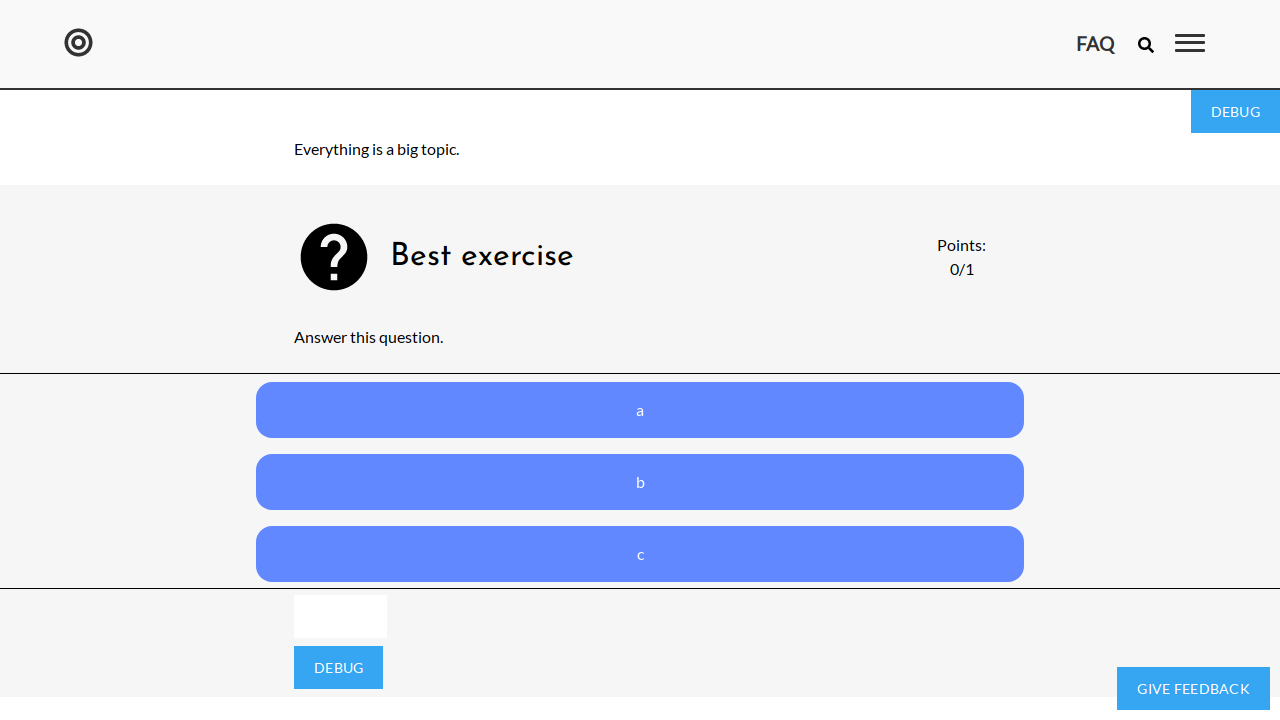 FAQ
DEBUG
Everything is a big topic.
Best exercise
Points:
0/1
Answer this question.
a
b
c
DEBUG
GIVE FEEDBACK